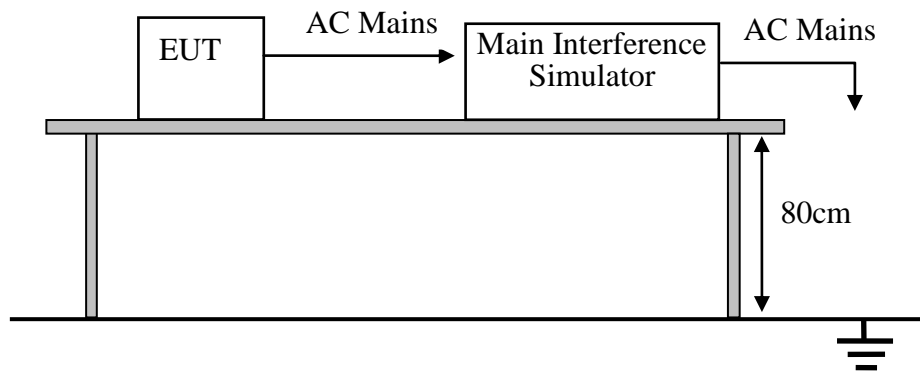 AC Mains
EUT
Main Interference
Simulator
AC Mains
80cm